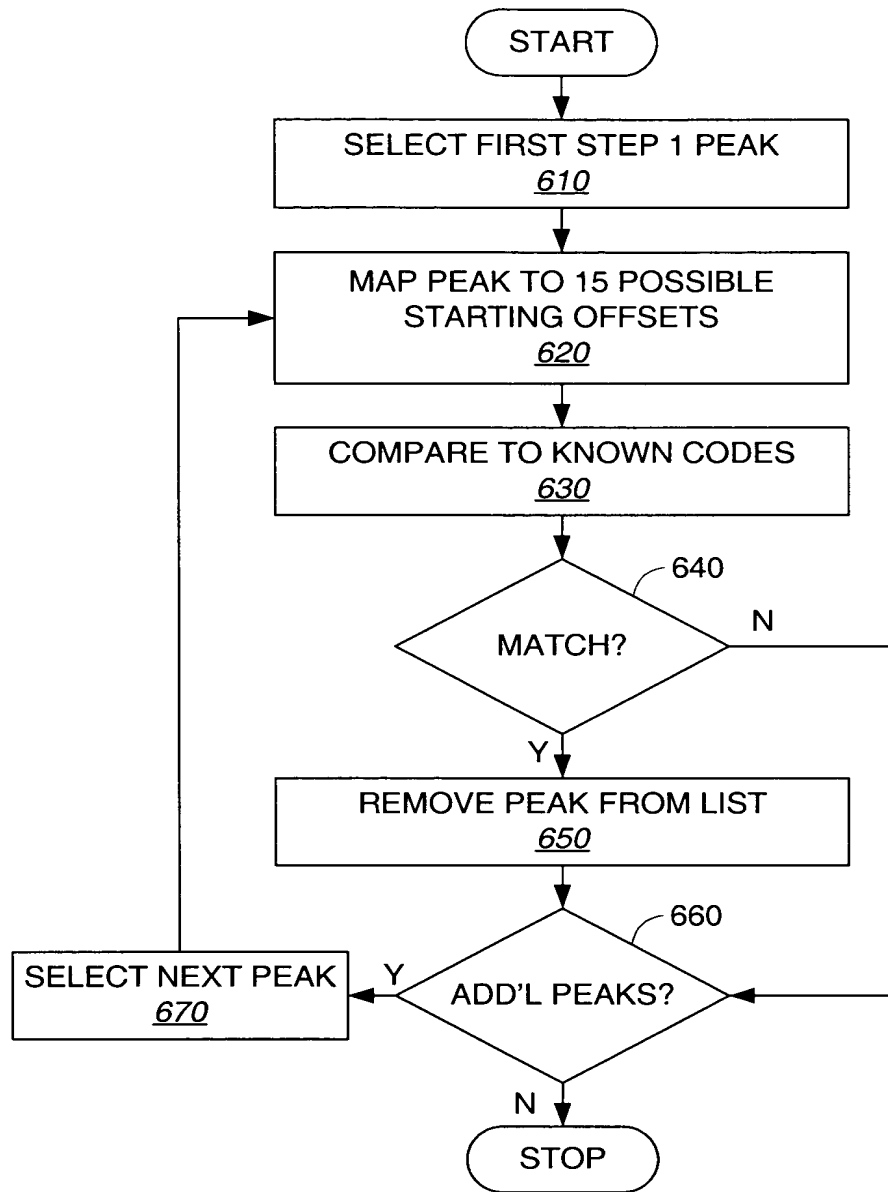 START
SELECT FIRST STEP 1 PEAK
610
MAP PEAK TO 15 POSSIBLE
STARTING OFFSETS
620
COMPARE TO KNOWN CODES
630
640
MATCH?
N
Y
REMOVE PEAK FROM LIST
650
660
ADD'L PEAKS?
Y
SELECT NEXT PEAK
670
N
STOP